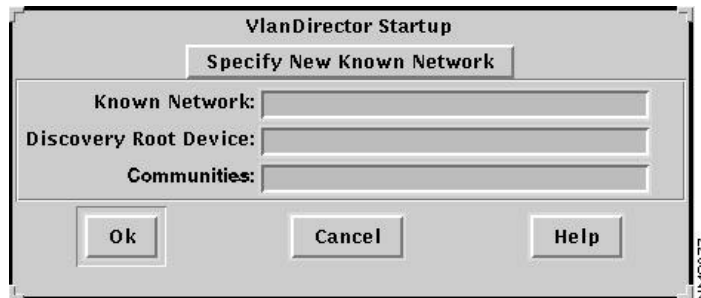 VlanDirector Startup
Specify New Known Network
Known Network:
Discovery Root Device:
Communities:
Ok
Cancel
Help